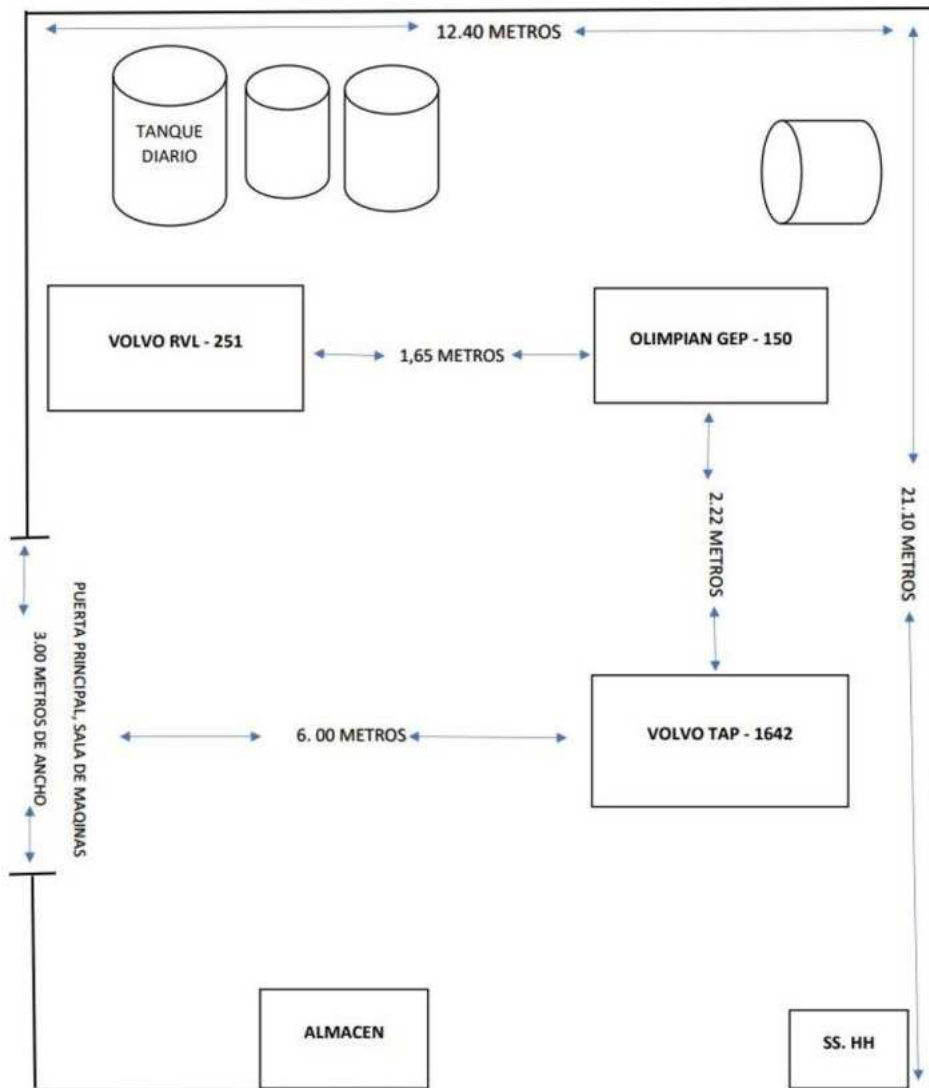 12.40 METROS
TANQUE
DIARIO
VOLVO RVL - 251
OLIMPIAN GEP - 150
1,65 METROS
2.22 METROS
21.10 METROS
PUERTA PRINCIPAL, SALA DE MAQINAS
3.00 METROS DE ANCHO
6. 00 METROS
VOLVO TAP - 1642
ALMACEN
SS. HH